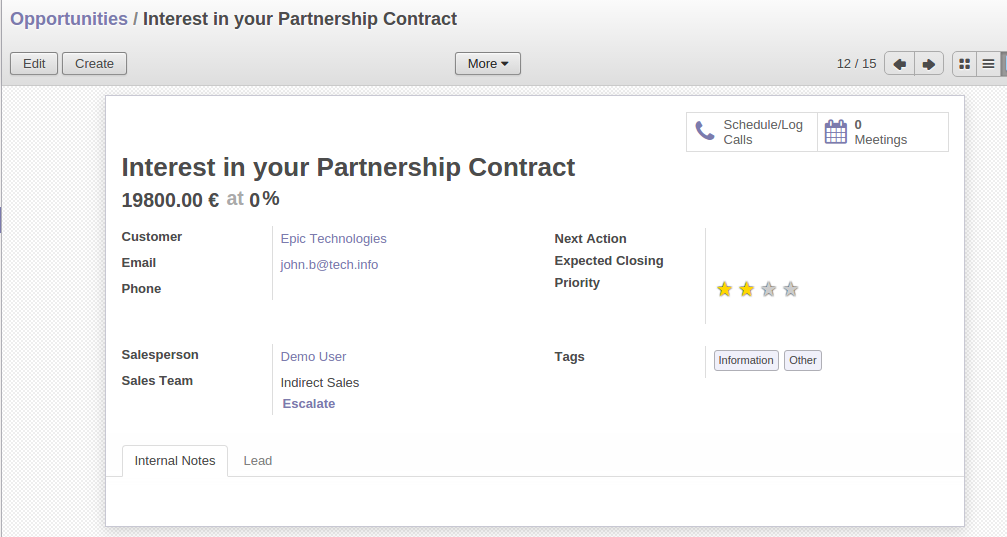 Opportunities / Interest in your Partnership Contract
Edit Create More 12 / 15
Schedule/Log Calls
0 Meetings
Interest in your Partnership Contract
19800.00 € at 0%
Customer Epic Technologies
Email john.b@tech.info
Phone
Next Action
Expected Closing
Priority
Salesperson Demo User
Sales Team Indirect Sales
Escalate
Tags Information Other
Internal Notes Lead